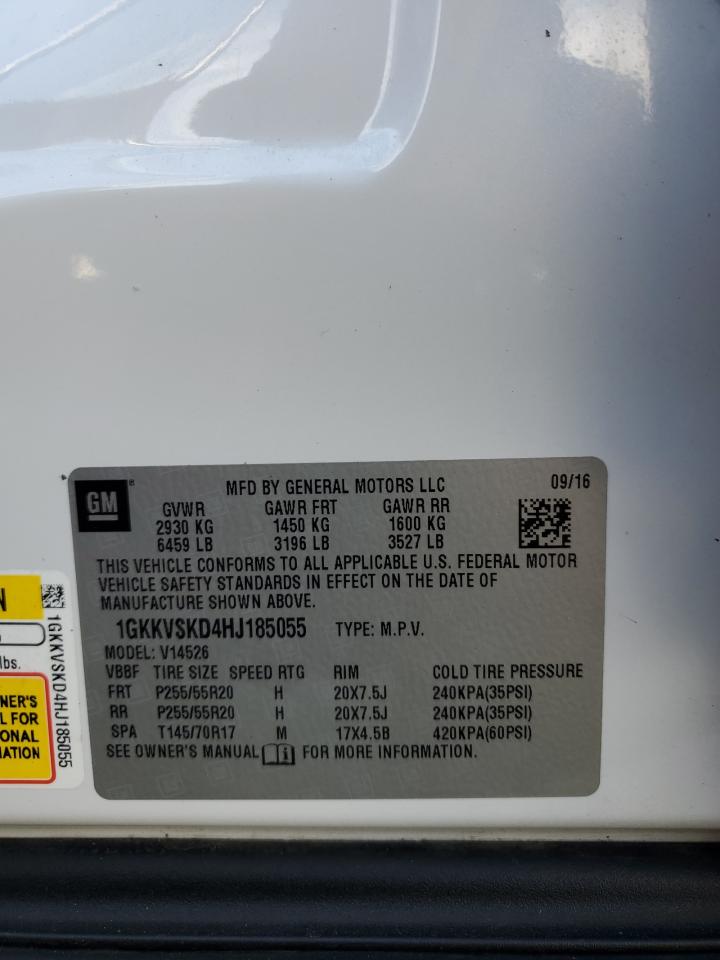 GM ®
MFD BY GENERAL MOTORS LLC 09/16
GVWR GAWR FRT GAWR RR
2930 KG 1450 KG 1600 KG
6459 LB 3196 LB 3527 LB
THIS VEHICLE CONFORMS TO ALL APPLICABLE U.S. FEDERAL MOTOR
VEHICLE SAFETY STANDARDS IN EFFECT ON THE DATE OF
MANUFACTURE SHOWN ABOVE.
1GKKVSKD4HJ185055 TYPE: M.P.V.
MODEL: V14526
VBBF TIRE SIZE SPEED RTG RIM COLD TIRE PRESSURE
FRT P255/55R20 H 20X7.5J 240KPA(35PSI)
RR P255/55R20 H 20X7.5J 240KPA(35PSI)
SPA T145/70R17 M 17X4.5B 420KPA(60PSI)
SEE OWNER'S MANUAL i FOR MORE INFORMATION.
N
lbs.
NER'S
L FOR
IONAL
ATION
1GKKVSKD4HJ185055